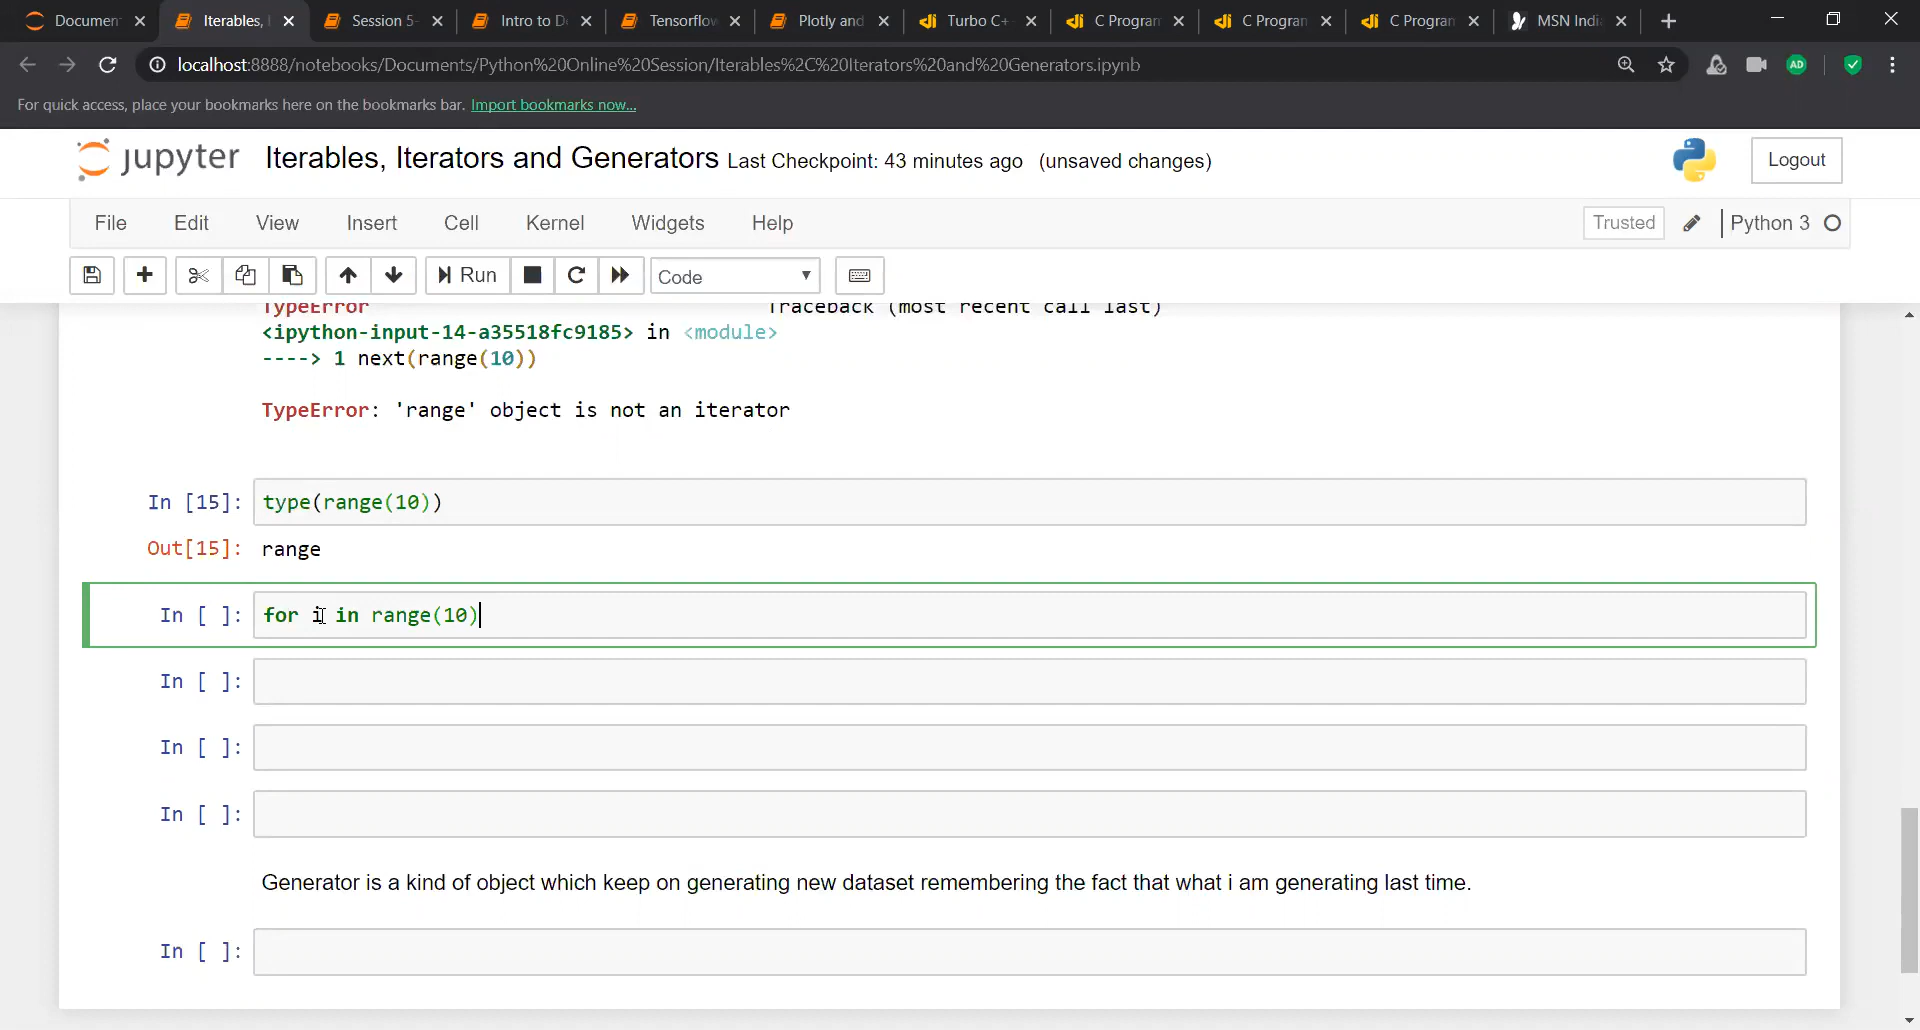 Documen
Iterables, I
Session 5-
Intro to D
Tensorflow
Plotly and
Turbo C+
C Program
C Program
C Program
MSN Indi
localhost:8888/notebooks/Documents/Python%20Online%20Session/Iterables%2C%20Iterators%20and%20Generators.ipynb
AD
For quick access, place your bookmarks here on the bookmarks bar. Import bookmarks now...
jupyter Iterables, Iterators and Generators Last Checkpoint: 43 minutes ago (unsaved changes)
Logout
File Edit View Insert Cell Kernel Widgets Help
Trusted Python 3
Run Code
TypeError Traceback (most recent call last)
<ipython-input-14-a35518fc9185> in <module>
----> 1 next(range(10))
TypeError: 'range' object is not an iterator
In [15]: type(range(10))
Out[15]: range
In [ ]: for i in range(10)
In [ ]:
In [ ]:
In [ ]:
Generator is a kind of object which keep on generating new dataset remembering the fact that what i am generating last time.
In [ ]: